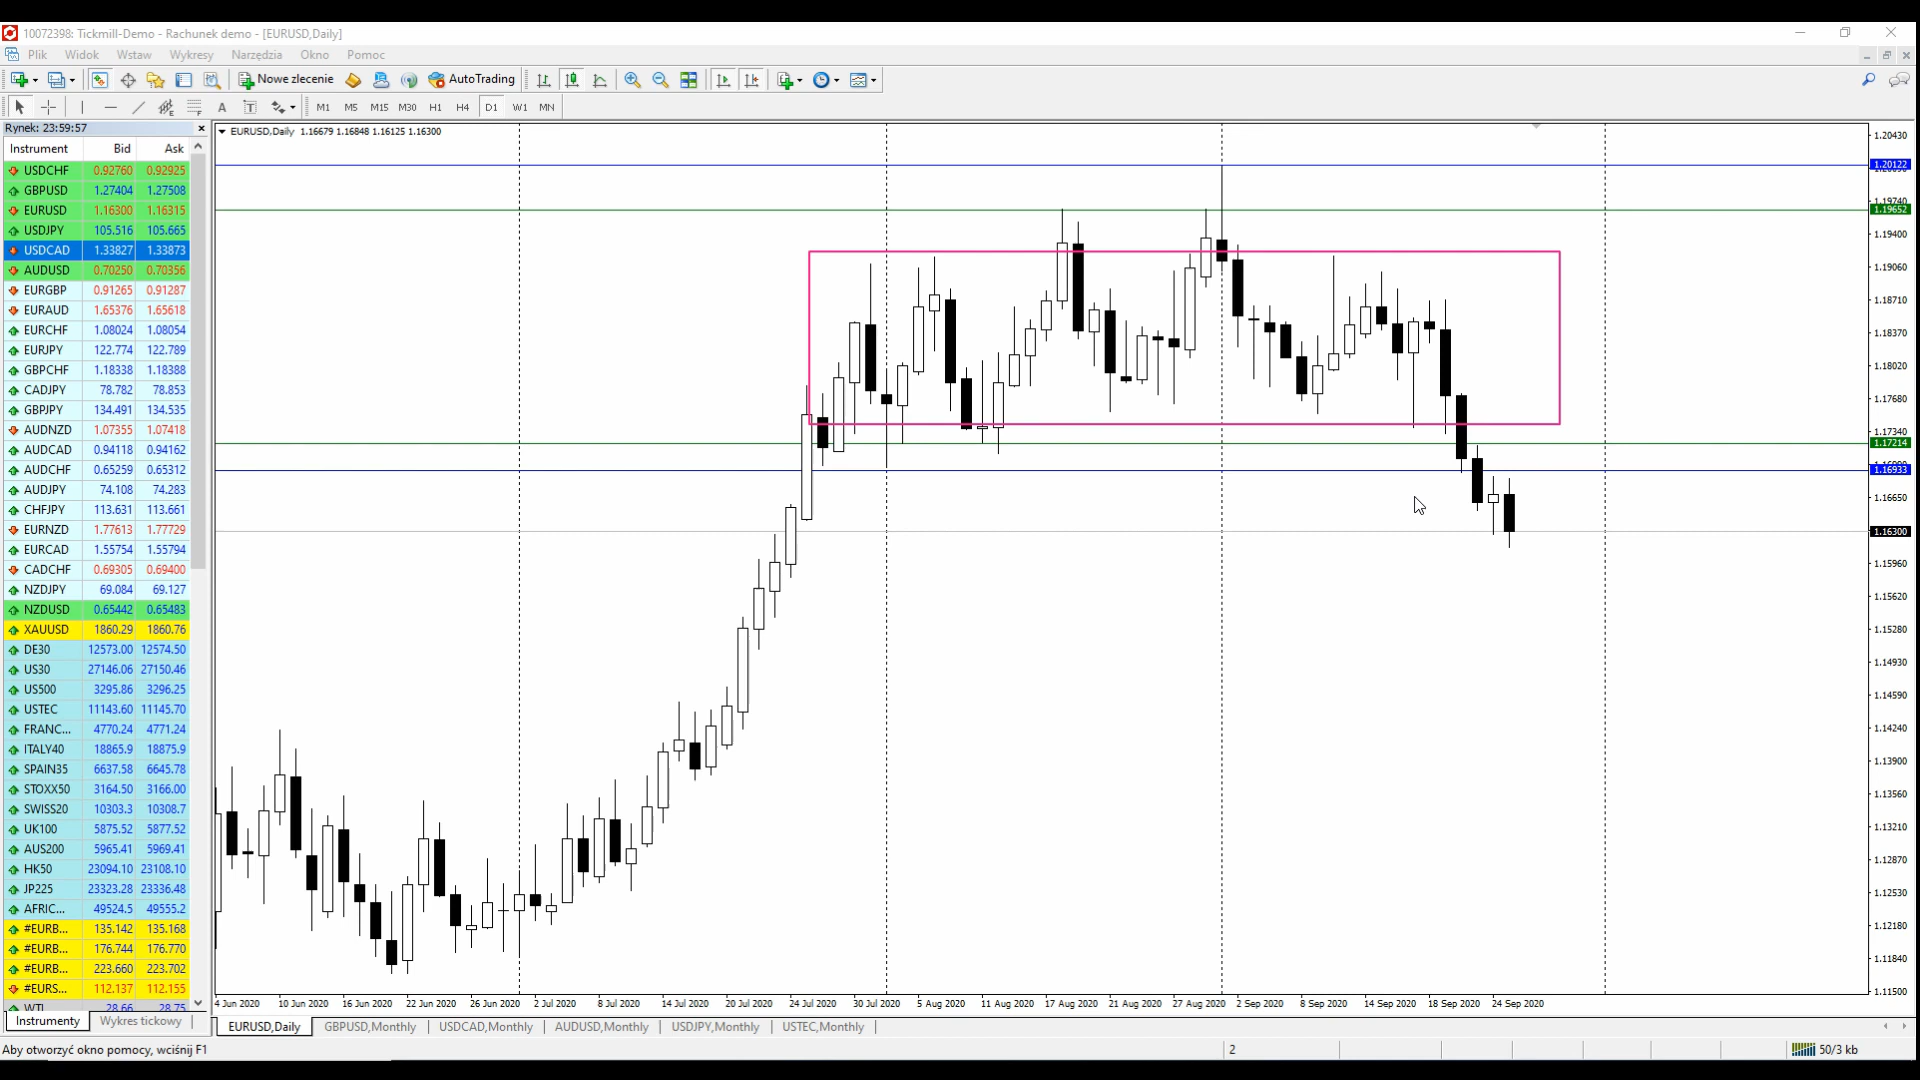 10072398: Tickmill-Demo - Rachunek demo - [EURUSD,Daily]
Plik Widok Wstaw Wykresy Narzędzia Okno Pomoc
Nowe zlecenie AutoTrading
A T M1 M5 M15 M30 H1 H4 D1 W1 MN
Rynek: 23:59:57
Instrument Bid Ask
USDCHF 0.92760 0.92925
GBPUSD 1.27404 1.27508
EURUSD 1.16300 1.16315
USDJPY 105.516 105.665
USDCAD 1.33827 1.33873
AUDUSD 0.70250 0.70356
EURGBP 0.91265 0.91287
EURAUD 1.65376 1.65618
EURCHF 1.08024 1.08054
EURJPY 122.774 122.789
GBPCHF 1.18338 1.18388
CADJPY 78.782 78.853
GBPJPY 134.491 134.535
AUDNZD 1.07355 1.07418
AUDCAD 0.94118 0.94162
AUDCHF 0.65259 0.65312
AUDJPY 74.108 74.283
CHFJPY 113.631 113.661
EURNZD 1.77613 1.77729
EURCAD 1.55754 1.55794
CADCHF 0.69305 0.69400
NZDJPY 69.084 69.127
NZDUSD 0.65442 0.65483
XAUUSD 1860.29 1860.76
DE30 12573.00 12574.50
US30 27146.06 27150.46
US500 3295.86 3296.25
USTEC 11143.60 11145.70
FRANC... 4770.24 4771.24
ITALY40 18865.9 18875.9
SPAIN35 6637.58 6645.78
STOXX50 3164.50 3166.00
SWISS20 10303.3 10308.7
UK100 5875.52 5877.52
AUS200 5965.41 5969.41
HK50 23094.10 23108.10
JP225 23323.28 23336.48
AFRIC... 49524.5 49555.2
#EURB... 135.142 135.168
#EURB... 176.744 176.770
#EURB... 223.660 223.702
#EURS... 112.137 112.155
WTI 28.66 28.75
Instrumenty Wykres tickowy
EURUSD,Daily 1.16679 1.16848 1.16125 1.16300
1.20430
1.20122
1.19740
1.19652
1.19400
1.19060
1.18710
1.18370
1.18020
1.17680
1.17340
1.17214
1.16933
1.16650
1.16300
1.15960
1.15620
1.15280
1.14930
1.14590
1.14240
1.13900
1.13560
1.13210
1.12870
1.12530
1.12180
1.11840
1.11500
4 Jun 2020 10 Jun 2020 16 Jun 2020 22 Jun 2020 26 Jun 2020 2 Jul 2020 8 Jul 2020 14 Jul 2020 20 Jul 2020 24 Jul 2020 30 Jul 2020 5 Aug 2020 11 Aug 2020 17 Aug 2020 21 Aug 2020 27 Aug 2020 2 Sep 2020 8 Sep 2020 14 Sep 2020 18 Sep 2020 24 Sep 2020
EURUSD,Daily GBPUSD,Monthly USDCAD,Monthly AUDUSD,Monthly USDJPY,Monthly USTEC,Monthly
Aby otworzyć okno pomocy, wciśnij F1 2 50/3 kb